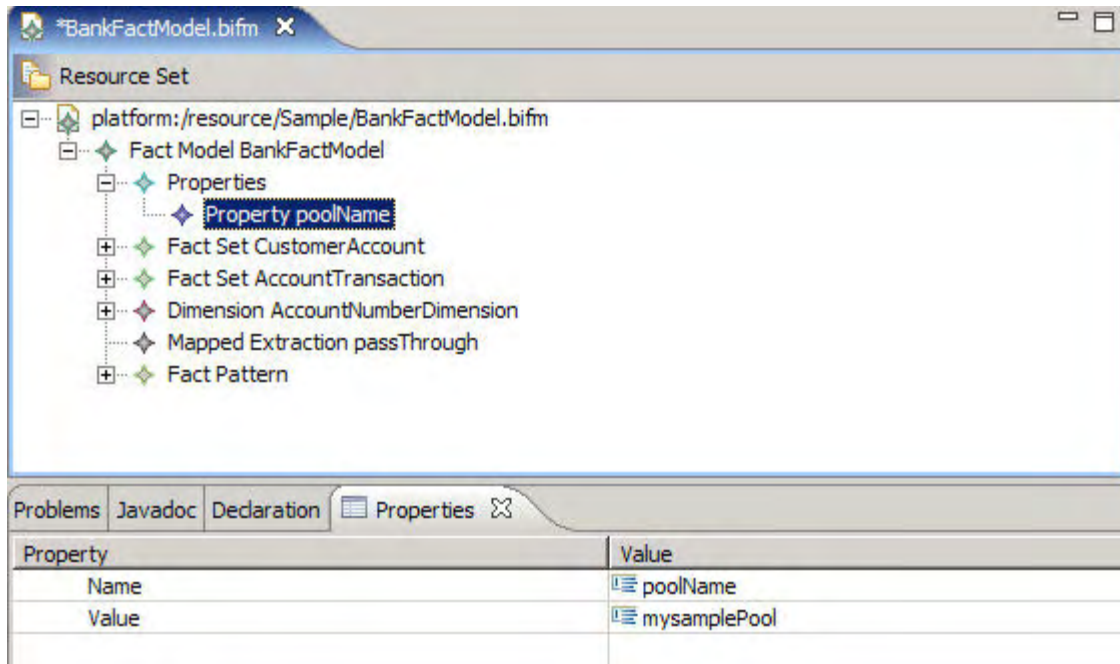 *BankFactModel.bifm
Resource Set
platform:/resource/Sample/BankFactModel.bifm
Fact Model BankFactModel
Properties
Property poolName
Fact Set CustomerAccount
Fact Set AccountTransaction
Dimension AccountNumberDimension
Mapped Extraction passThrough
Fact Pattern
Problems Javadoc Declaration Properties
Property Value
Name poolName
Value mysamplePool